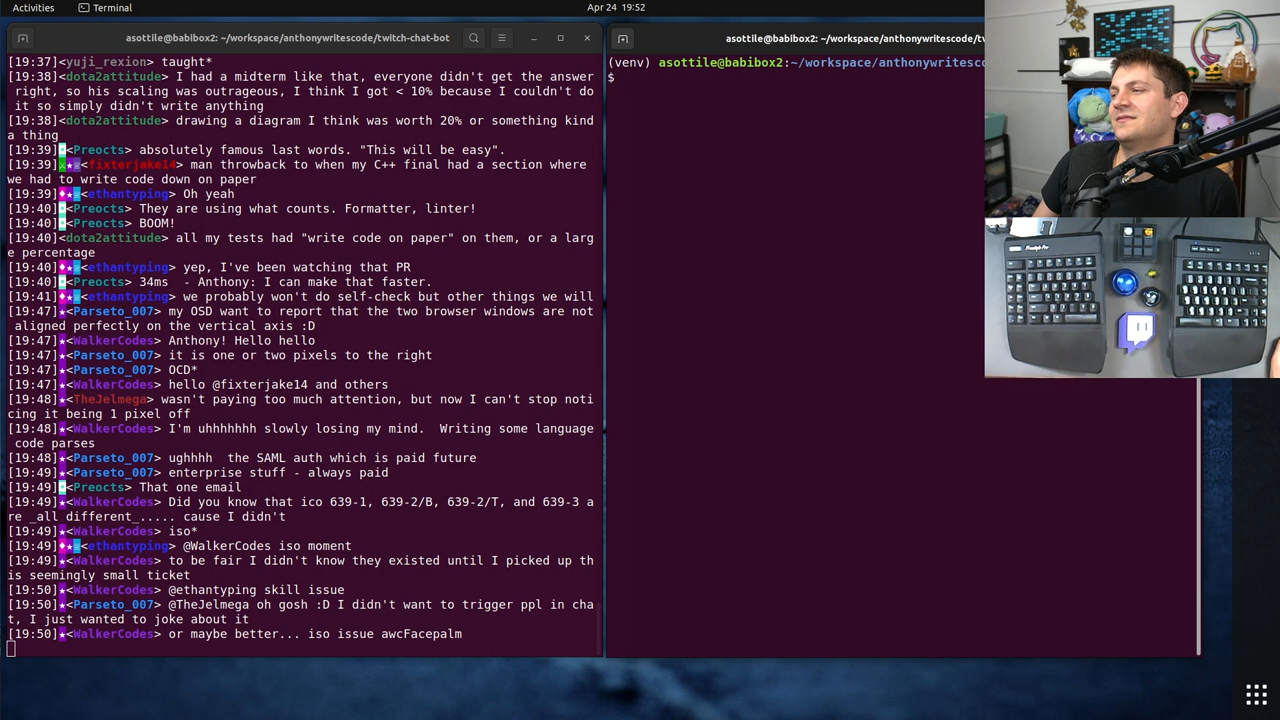 Activities Terminal Apr 24 19:52
asottile@babibox2: ~/workspace/anthonywritescode/twitch-chat-bot
asottile@babibox2: ~/workspace/anthonywritescode/tw
[19:37]<yuji_rexion> taught*
[19:38]<dota2attitude> I had a midterm like that, everyone didn't get the answer
right, so his scaling was outrageous, I think I got < 10% because I couldn't do
it so simply didn't write anything
[19:38]<dota2attitude> drawing a diagram I think was worth 20% or something kind
a thing
[19:39]<Preocts> absolutely famous last words. "This will be easy".
[19:39]<fixterjake14> man throwback to when my C++ final had a section where
we had to write code down on paper
[19:39]<ethantyping> Oh yeah
[19:40]<Preocts> They are using what counts. Formatter, linter!
[19:40]<Preocts> BOOM!
[19:40]<dota2attitude> all my tests had "write code on paper" on them, or a larg
e percentage
[19:40]<ethantyping> yep, I've been watching that PR
[19:40]<Preocts> 34ms  - Anthony: I can make that faster.
[19:41]<ethantyping> we probably won't do self-check but other things we will
[19:47]★<Parseto_007> my OSD want to report that the two browser windows are not
aligned perfectly on the vertical axis :D
[19:47]★<WalkerCodes> Anthony! Hello hello
[19:47]★<Parseto_007> it is one or two pixels to the right
[19:47]★<Parseto_007> OCD*
[19:47]★<WalkerCodes> hello @fixterjake14 and others
[19:48]★<TheJelmega> wasn't paying too much attention, but now I can't stop noti
cing it being 1 pixel off
[19:48]★<WalkerCodes> I'm uhhhhhhh slowly losing my mind.  Writing some language
code parses
[19:48]★<Parseto_007> ughhhh  the SAML auth which is paid future
[19:49]★<Parseto_007> enterprise stuff - always paid
[19:49]<Preocts> That one email
[19:49]★<WalkerCodes> Did you know that ico 639-1, 639-2/B, 639-2/T, and 639-3 a
re _all different_..... cause I didn't
[19:49]★<WalkerCodes> iso*
[19:49]<ethantyping> @WalkerCodes iso moment
[19:49]★<WalkerCodes> to be fair I didn't know they existed until I picked up th
is seemingly small ticket
[19:50]★<WalkerCodes> @ethantyping skill issue
[19:50]★<Parseto_007> @TheJelmega oh gosh :D I didn't want to trigger ppl in cha
t, I just wanted to joke about it
[19:50]★<WalkerCodes> or maybe better... iso issue awcFacepalm
(venv) asottile@babibox2:~/workspace/anthonywritesco
$